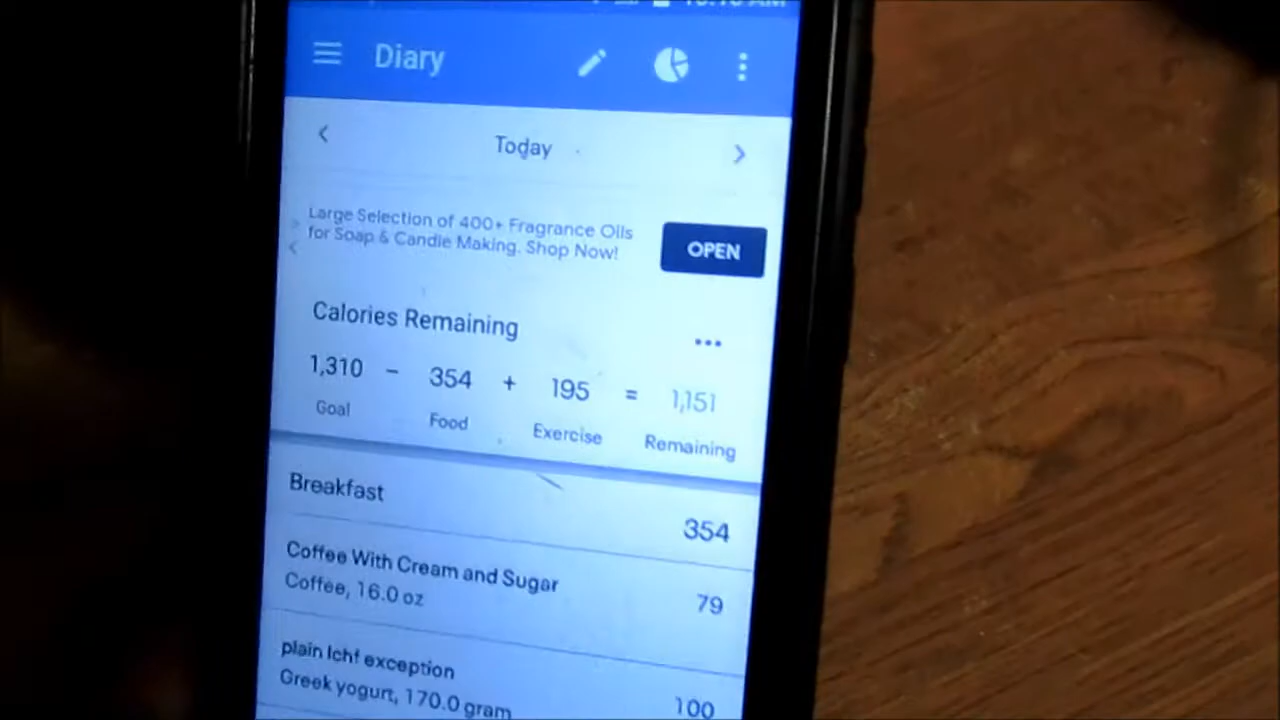 Diary
Today
Large Selection of 400+ Fragrance Oils
for Soap & Candle Making. Shop Now!
OPEN
Calories Remaining
1,310 - 354 + 195 = 1,151
Goal Food Exercise Remaining
Breakfast 354
Coffee With Cream and Sugar
Coffee, 16.0 oz 79
plain lchf exception
Greek yogurt, 170.0 gram 100